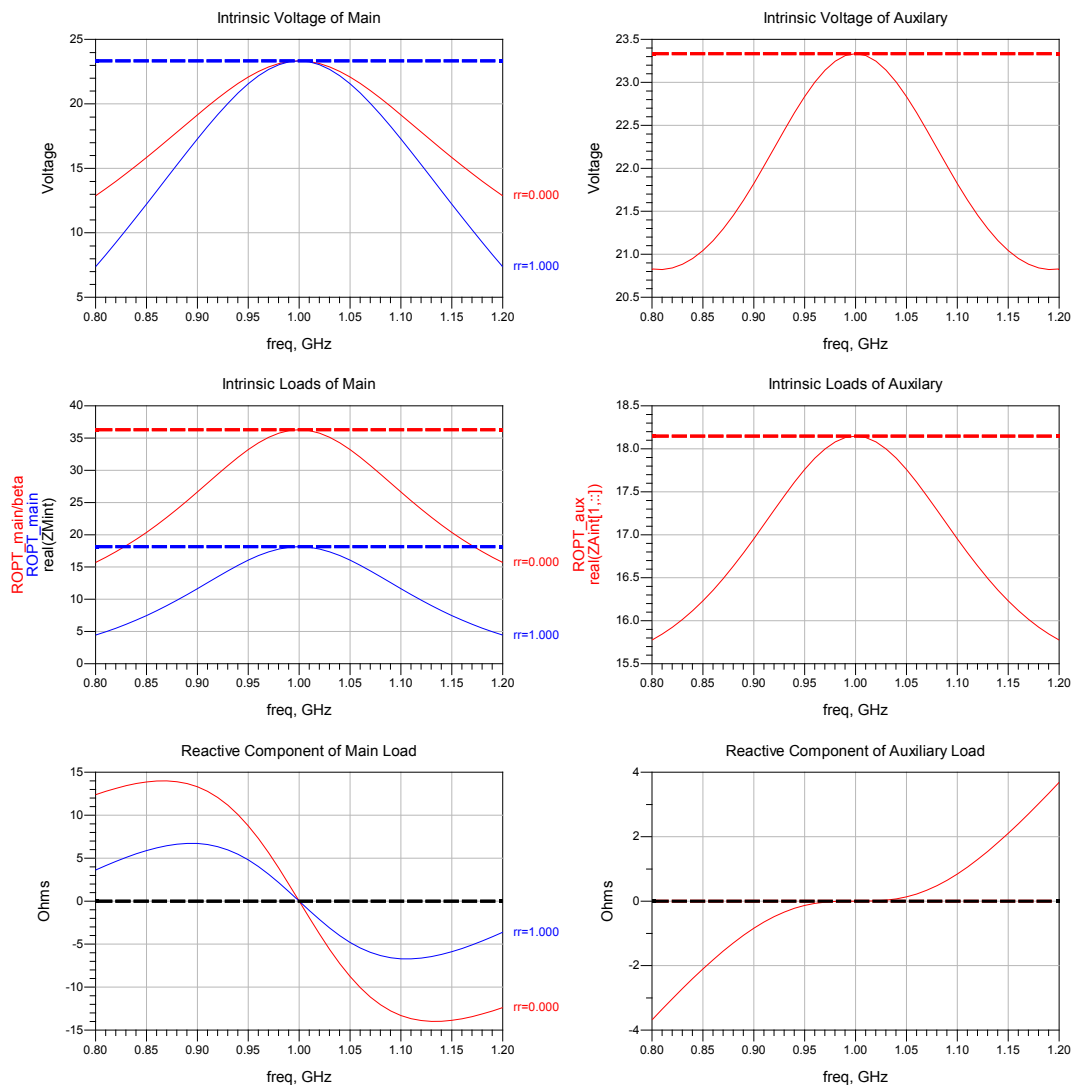 Intrinsic Voltage of Main
25
20
15
10
5
Voltage
0.80 0.85 0.90 0.95 1.00 1.05 1.10 1.15 1.20
freq, GHz
rr=0.000
rr=1.000
Intrinsic Voltage of Auxilary
23.5
23.0
22.5
22.0
21.5
21.0
20.5
Voltage
0.80 0.85 0.90 0.95 1.00 1.05 1.10 1.15 1.20
freq, GHz
Intrinsic Loads of Main
40
35
30
25
20
15
10
5
0
ROPT_main/beta
ROPT_main
real(ZMint)
0.80 0.85 0.90 0.95 1.00 1.05 1.10 1.15 1.20
freq, GHz
rr=0.000
rr=1.000
Intrinsic Loads of Auxilary
18.5
18.0
17.5
17.0
16.5
16.0
15.5
ROPT_aux
real(ZAint[1,::])
0.80 0.85 0.90 0.95 1.00 1.05 1.10 1.15 1.20
freq, GHz
Reactive Component of Main Load
15
10
5
0
-5
-10
-15
Ohms
0.80 0.85 0.90 0.95 1.00 1.05 1.10 1.15 1.20
freq, GHz
rr=1.000
rr=0.000
Reactive Component of Auxiliary Load
4
2
0
-2
-4
Ohms
0.80 0.85 0.90 0.95 1.00 1.05 1.10 1.15 1.20
freq, GHz